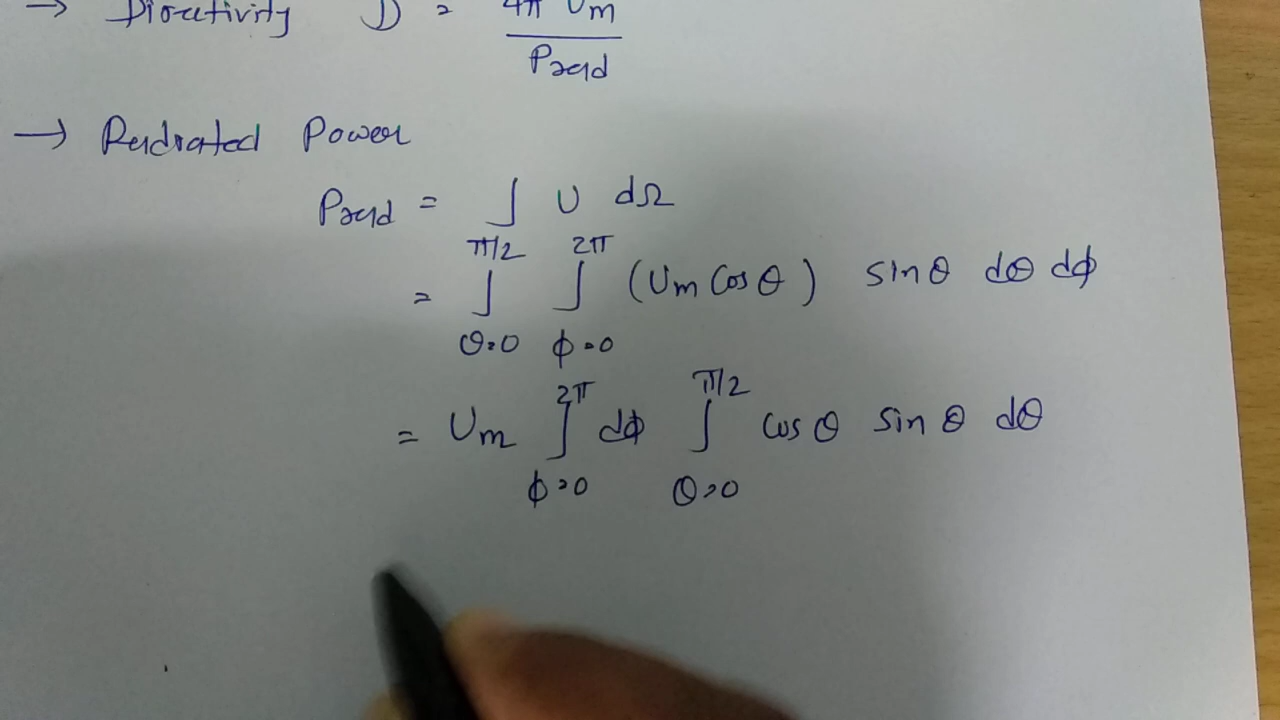 → Directivity D = 4π Um
Prad
→ Radiated Power
Prad = ∫ U dΩ
π/2 2π
= ∫ ∫ (Um Cos θ) sin θ dθ dϕ
θ=0 ϕ=0
2π π/2
= Um ∫ dϕ ∫ Cos θ sin θ dθ
ϕ=0 θ=0